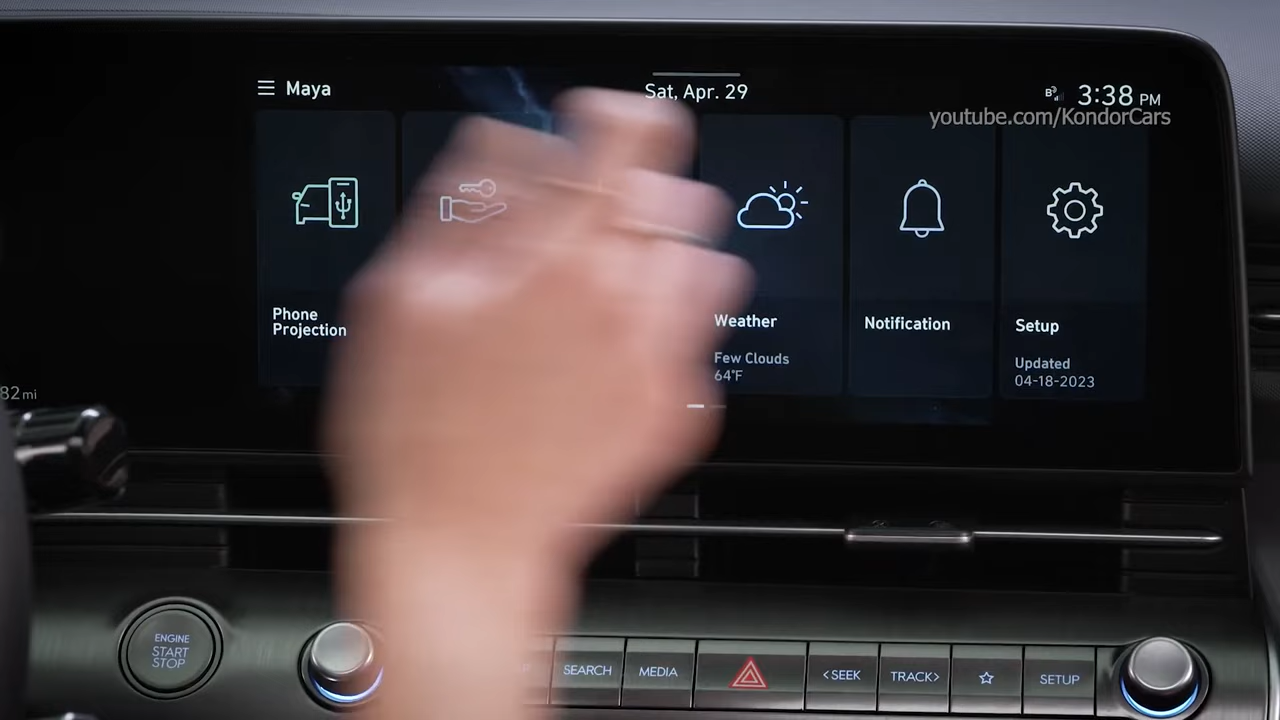 Maya
Sat, Apr. 29
3:38 PM
youtube.com/KondorCars
Phone
Projection
Weather
Few Clouds
64°F
Notification
Setup
Updated
04-18-2023
82 mi
ENGINE
START
STOP
SEARCH
MEDIA
<SEEK
TRACK>
SETUP